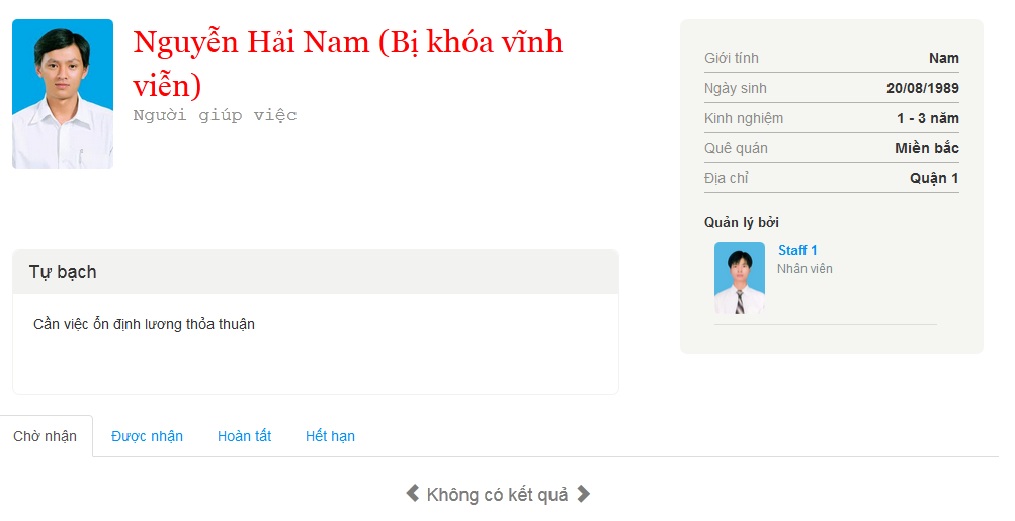 Nguyễn Hải Nam (Bị khóa vĩnh
viễn)
Người giúp việc
Tự bạch
Cần việc ổn định lương thỏa thuận
Giới tính Nam
Ngày sinh 20/08/1989
Kinh nghiệm 1 - 3 năm
Quê quán Miền bắc
Địa chỉ Quận 1
Quản lý bởi
Staff 1
Nhân viên
Chờ nhận Được nhận Hoàn tất Hết hạn
Không có kết quả